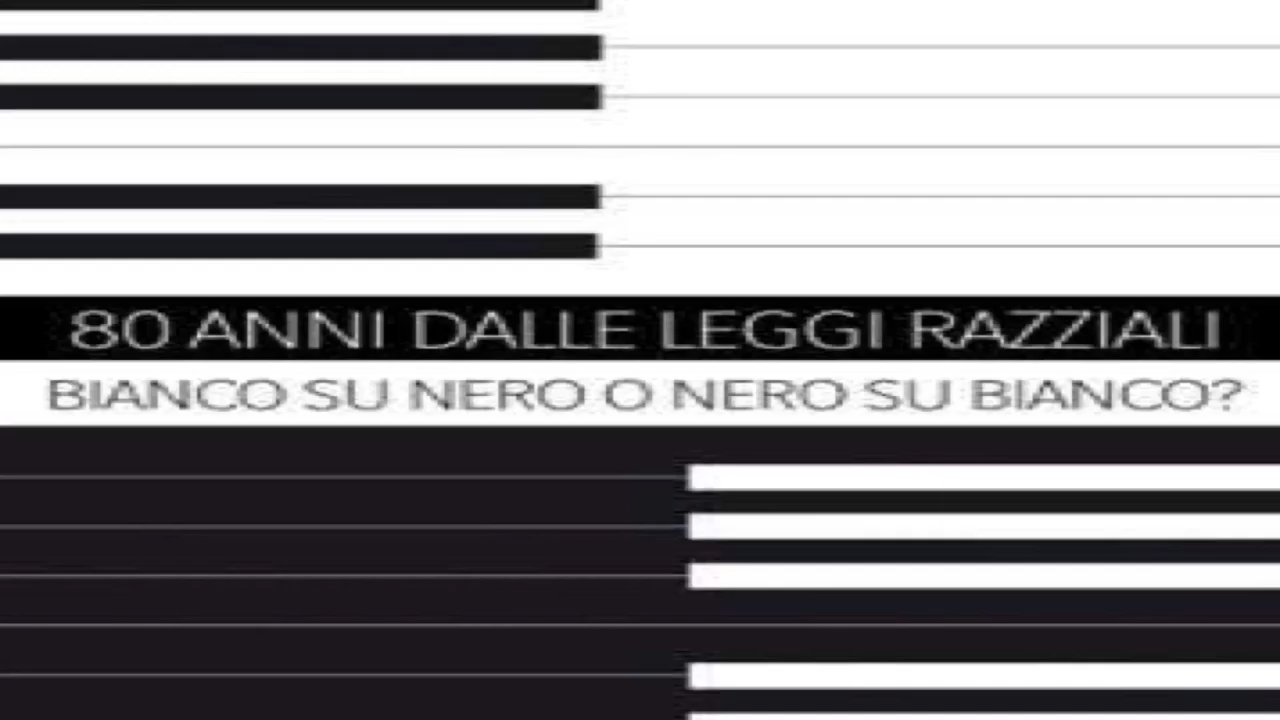 80 ANNI DALLE LEGGI RAZZIALI
BIANCO SU NERO O NERO SU BIANCO?